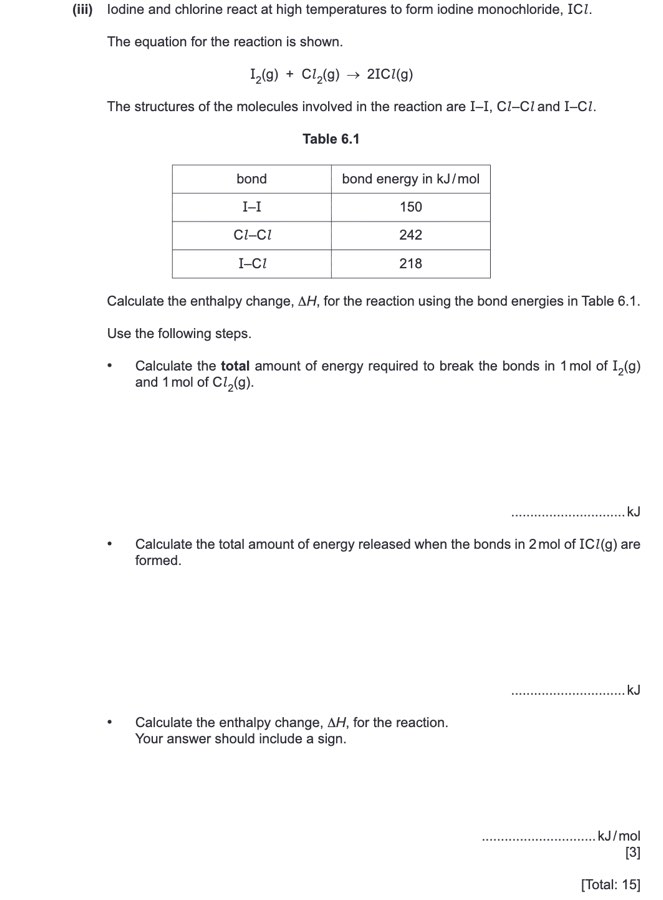 (iii) Iodine and chlorine react at high temperatures to form iodine monochloride, ICl.
The equation for the reaction is shown.
I₂(g) + Cl₂(g) → 2ICl(g)
The structures of the molecules involved in the reaction are I–I, Cl–Cl and I–Cl.
Table 6.1
bond bond energy in kJ/mol
I–I 150
Cl–Cl 242
I–Cl 218
Calculate the enthalpy change, ΔH, for the reaction using the bond energies in Table 6.1.
Use the following steps.
• Calculate the total amount of energy required to break the bonds in 1 mol of I₂(g)
and 1 mol of Cl₂(g).
.............................. kJ
• Calculate the total amount of energy released when the bonds in 2 mol of ICl(g) are
formed.
.............................. kJ
• Calculate the enthalpy change, ΔH, for the reaction.
Your answer should include a sign.
.............................. kJ/mol
[3]
[Total: 15]